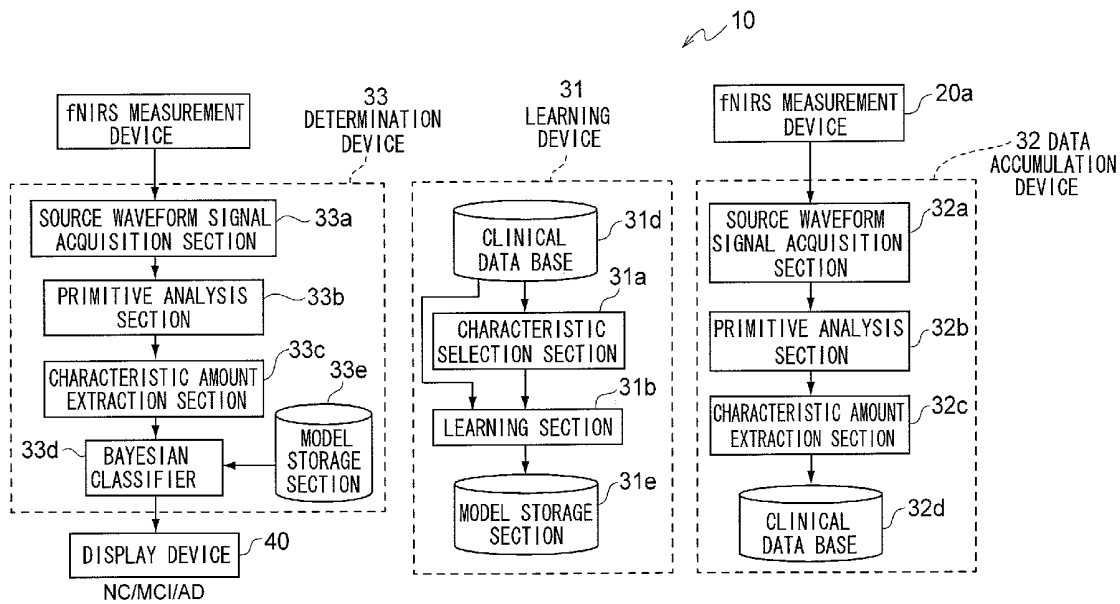 10
fNIRS MEASUREMENT
DEVICE
33
DETERMINATION
DEVICE
SOURCE WAVEFORM SIGNAL
ACQUISITION SECTION
33a
PRIMITIVE ANALYSIS
SECTION
33b
CHARACTERISTIC AMOUNT
EXTRACTION SECTION
33c
33e
33d
BAYESIAN
CLASSIFIER
MODEL
STORAGE
SECTION
DISPLAY DEVICE
40
NC/MCI/AD
31
LEARNING
DEVICE
CLINICAL
DATA BASE
31d
31a
CHARACTERISTIC
SELECTION SECTION
31b
LEARNING SECTION
MODEL STORAGE
SECTION
31e
fNIRS MEASUREMENT
DEVICE
20a
32 DATA
ACCUMULATION
DEVICE
SOURCE WAVEFORM
SIGNAL ACQUISITION
SECTION
32a
PRIMITIVE ANALYSIS
SECTION
32b
CHARACTERISTIC AMOUNT
EXTRACTION SECTION
32c
CLINICAL
DATA BASE
32d